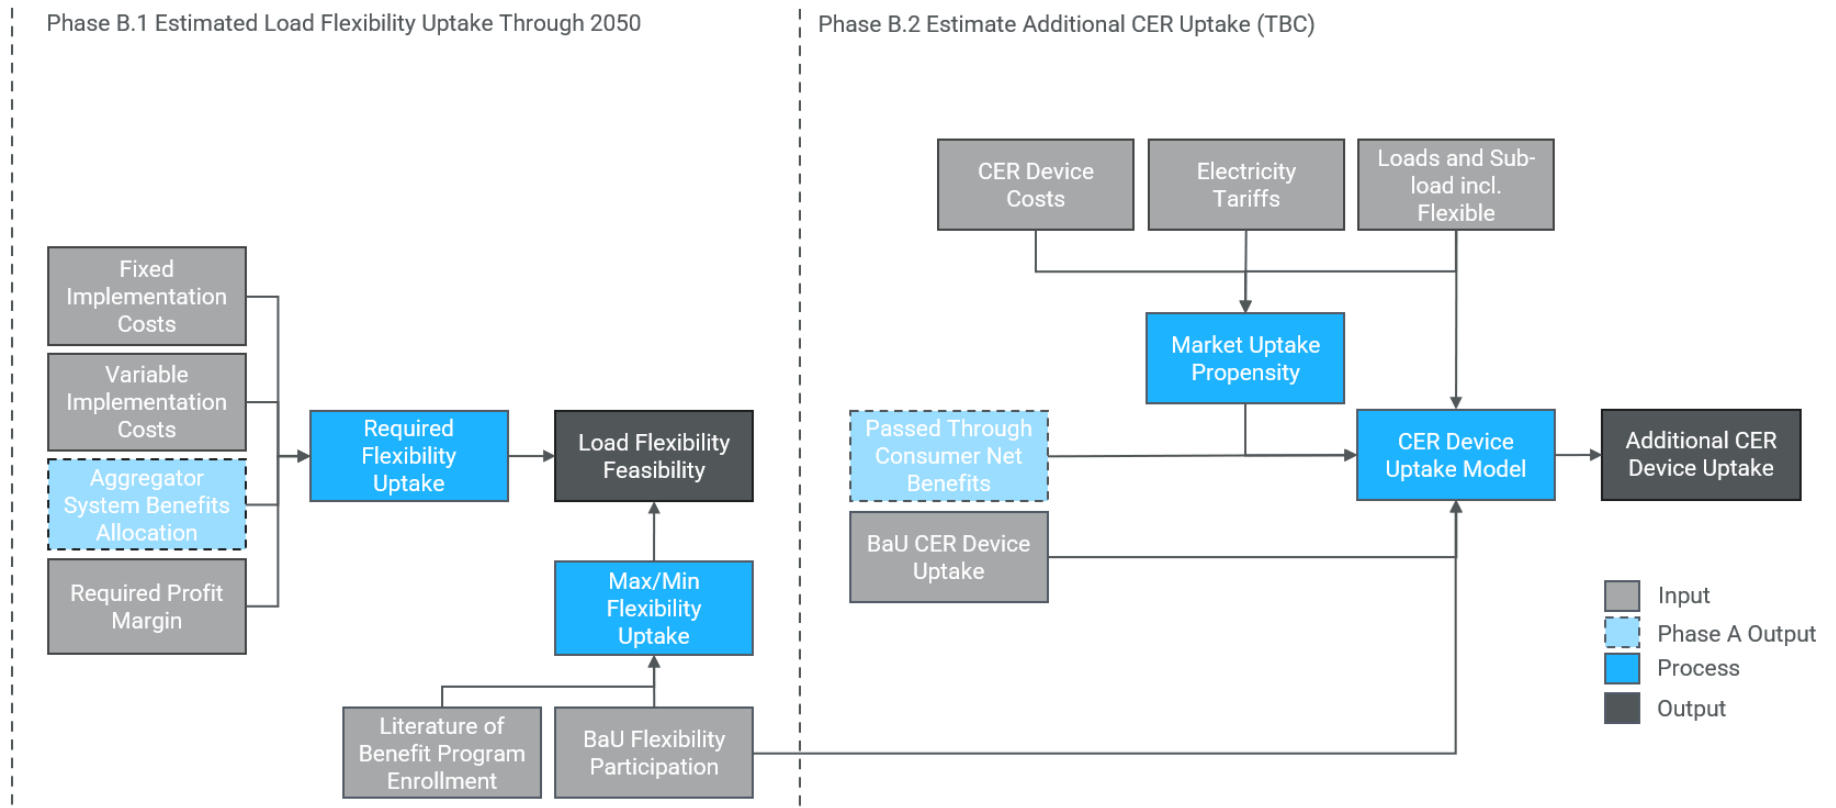 Phase B.1 Estimated Load Flexibility Uptake Through 2050
Fixed
Implementation
Costs
Variable
Implementation
Costs
Aggregator
System Benefits
Allocation
Required Profit
Margin
Required
Flexibility
Uptake
Load Flexibility
Feasibility
Max/Min
Flexibility
Uptake
Literature of
Benefit Program
Enrollment
BaU Flexibility
Participation
Phase B.2 Estimate Additional CER Uptake (TBC)
CER Device
Costs
Electricity
Tariffs
Loads and Sub-
load incl.
Flexible
Market Uptake
Propensity
Passed Through
Consumer Net
Benefits
BaU CER Device
Uptake
CER Device
Uptake Model
Additional CER
Device Uptake
Input
Phase A Output
Process
Output